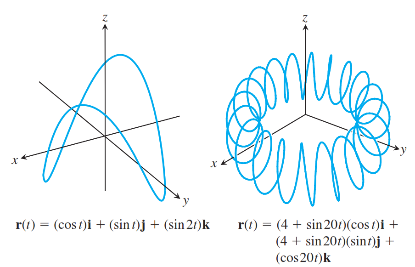 z
x
y
r(t) = (cos t)i + (sin t)j + (sin 2t)k
z
x
y
r(t) = (4 + sin 20t)(cos t)i +
(4 + sin 20t)(sin t)j +
(cos 20t)k